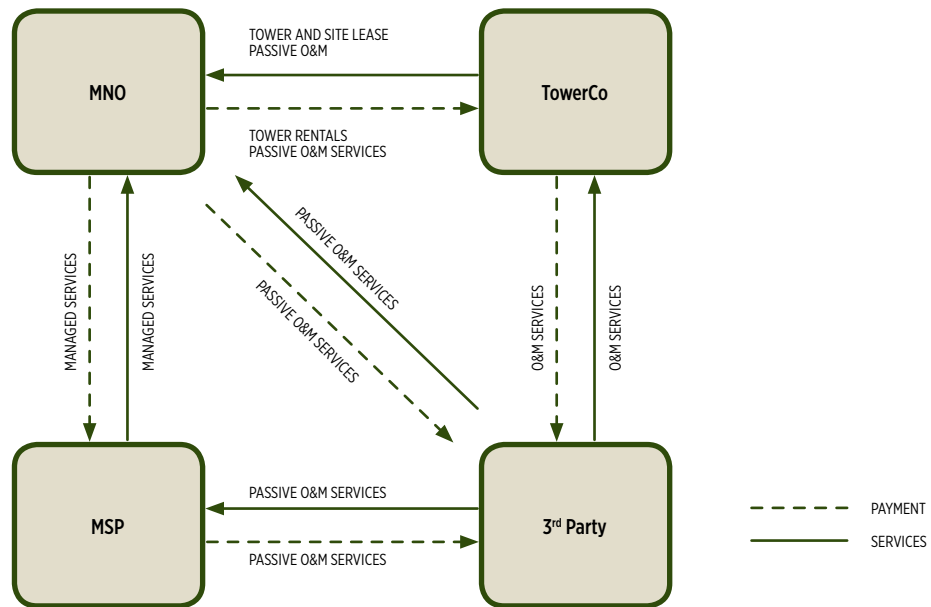 TOWER AND SITE LEASE
PASSIVE O&M
MNO
TowerCo
TOWER RENTALS
PASSIVE O&M SERVICES
PASSIVE O&M SERVICES
PASSIVE O&M SERVICES
MANAGED SERVICES
MANAGED SERVICES
O&M SERVICES
O&M SERVICES
PASSIVE O&M SERVICES
MSP
3rd Party
PASSIVE O&M SERVICES
PAYMENT
SERVICES